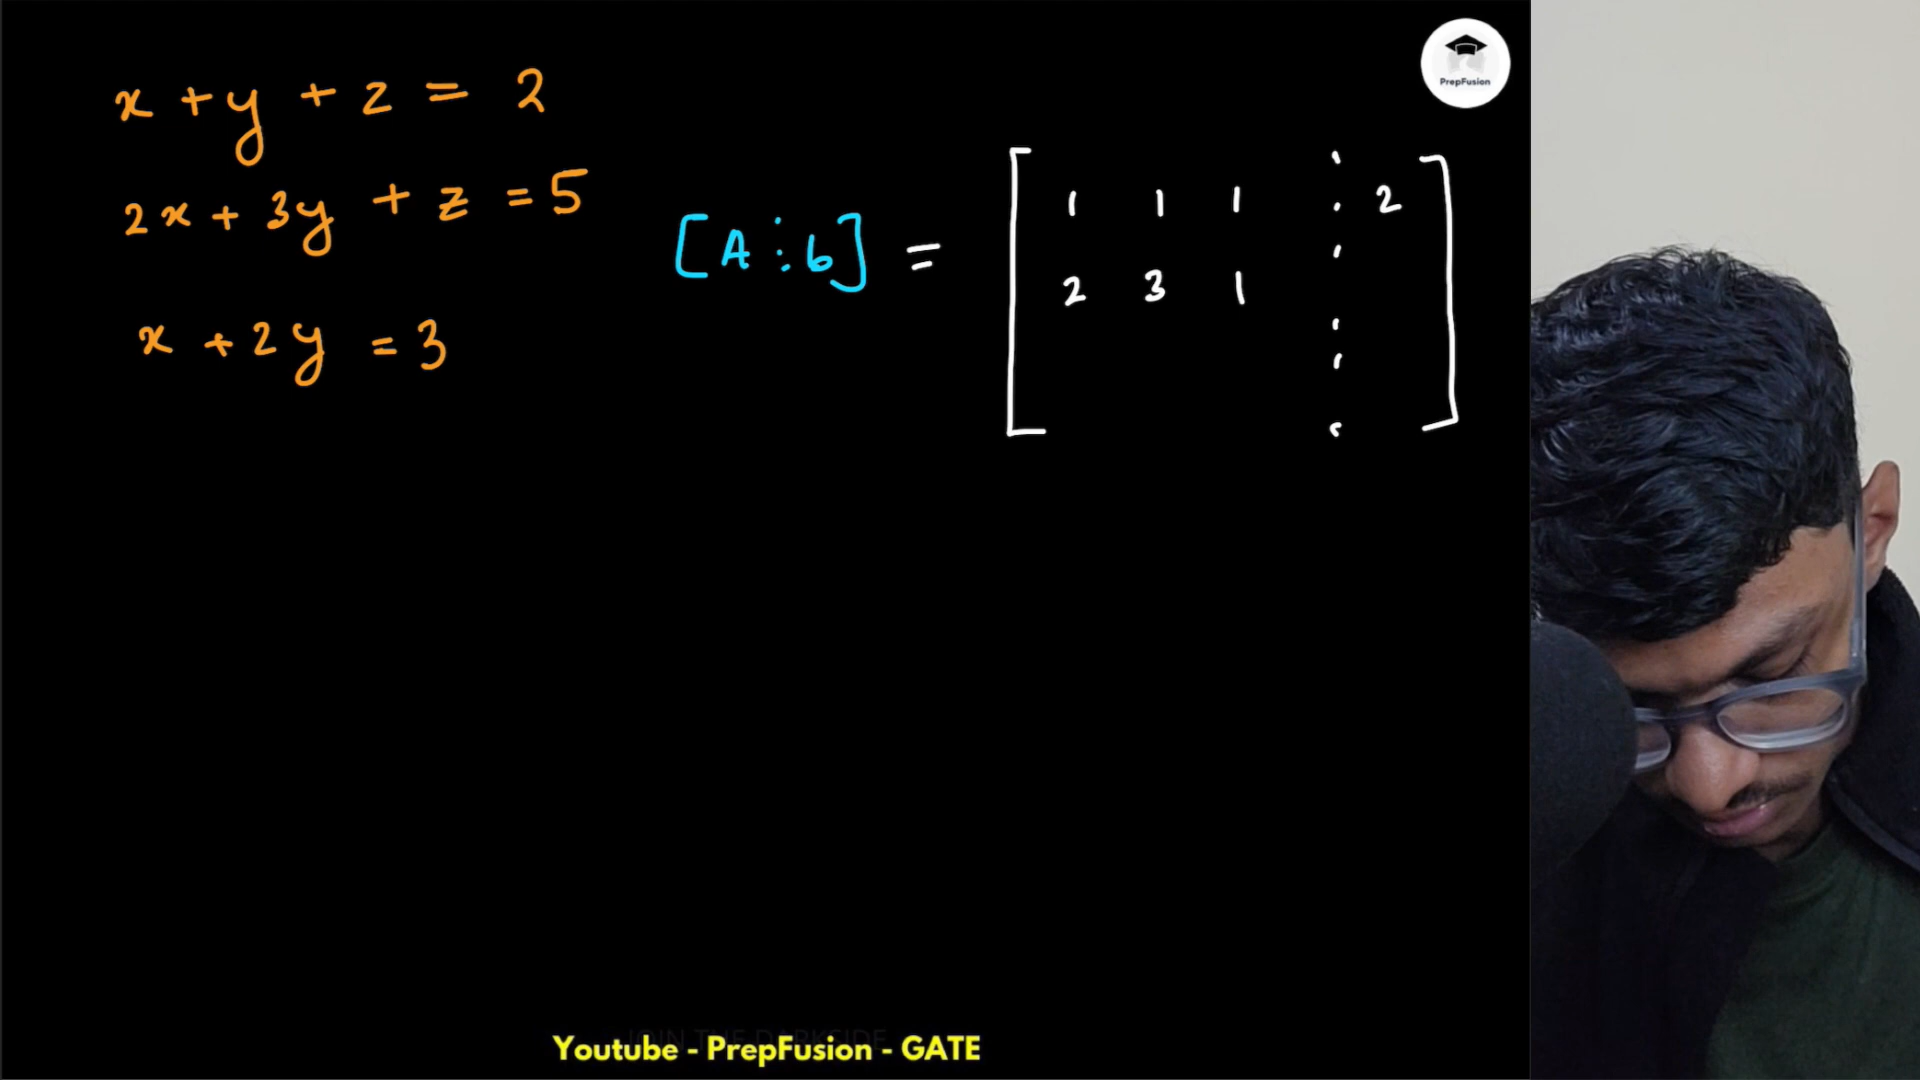 x + y + z = 2
2x + 3y + z = 5
x + 2y = 3
[A ⋮ b] =
1 1 1 ⋮ 2
2 3 1
PrepFusion
Youtube - PrepFusion - GATE